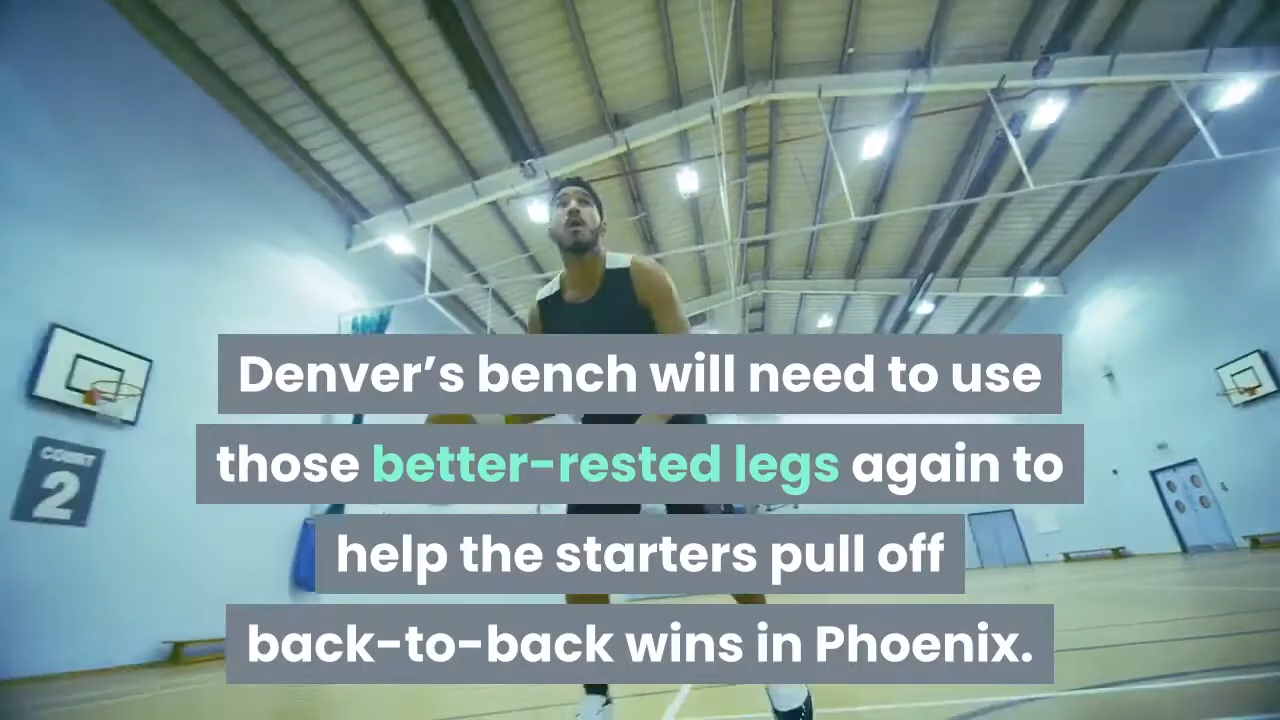 Denver’s bench will need to use
those better-rested legs again to
help the starters pull off
back-to-back wins in Phoenix.
COURT
2